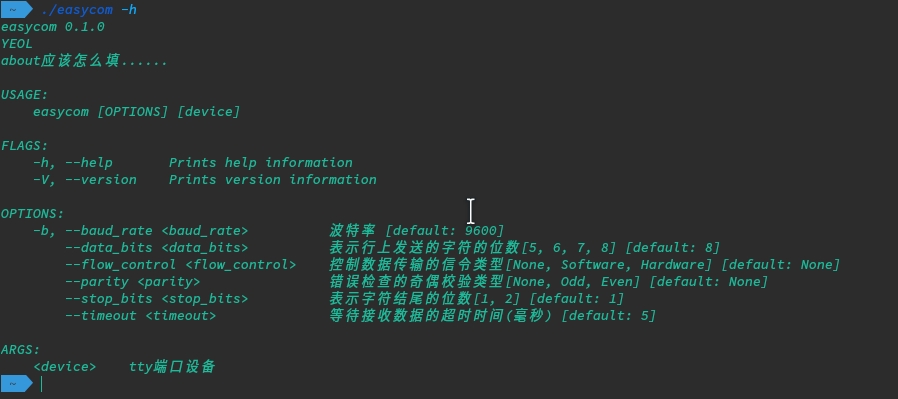 ~ ./easycom -h
easycom 0.1.0
YEOL
about应该怎么填......
USAGE:
easycom [OPTIONS] [device]
FLAGS:
-h, --help Prints help information
-V, --version Prints version information
OPTIONS:
-b, --baud_rate <baud_rate> 波特率 [default: 9600]
--data_bits <data_bits> 表示行上发送的字符的位数[5, 6, 7, 8] [default: 8]
--flow_control <flow_control> 控制数据传输的信令类型[None, Software, Hardware] [default: None]
--parity <parity> 错误检查的奇偶校验类型[None, Odd, Even] [default: None]
--stop_bits <stop_bits> 表示字符结尾的位数[1, 2] [default: 1]
--timeout <timeout> 等待接收数据的超时时间(毫秒) [default: 5]
ARGS:
<device> tty端口设备
~